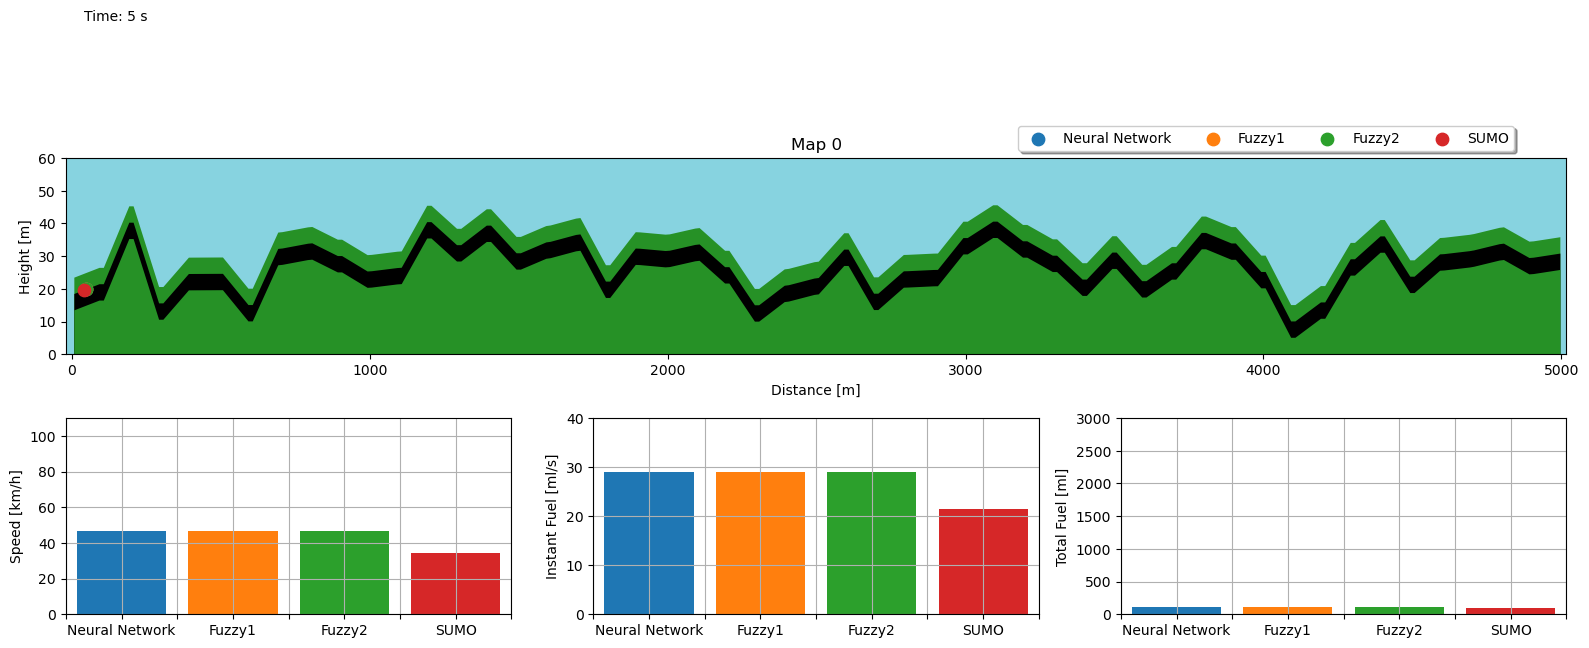 Time: 5 s
Neural Network Fuzzy1 Fuzzy2 SUMO
Map 0
Height [m]
60
50
40
30
20
10
0
0 1000 2000 3000 4000 5000
Distance [m]
Speed [km/h]
100
80
60
40
20
0
Neural Network Fuzzy1 Fuzzy2 SUMO
Instant Fuel [ml/s]
40
30
20
10
0
Neural Network Fuzzy1 Fuzzy2 SUMO
Total Fuel [ml]
3000
2500
2000
1500
1000
500
0
Neural Network Fuzzy1 Fuzzy2 SUMO